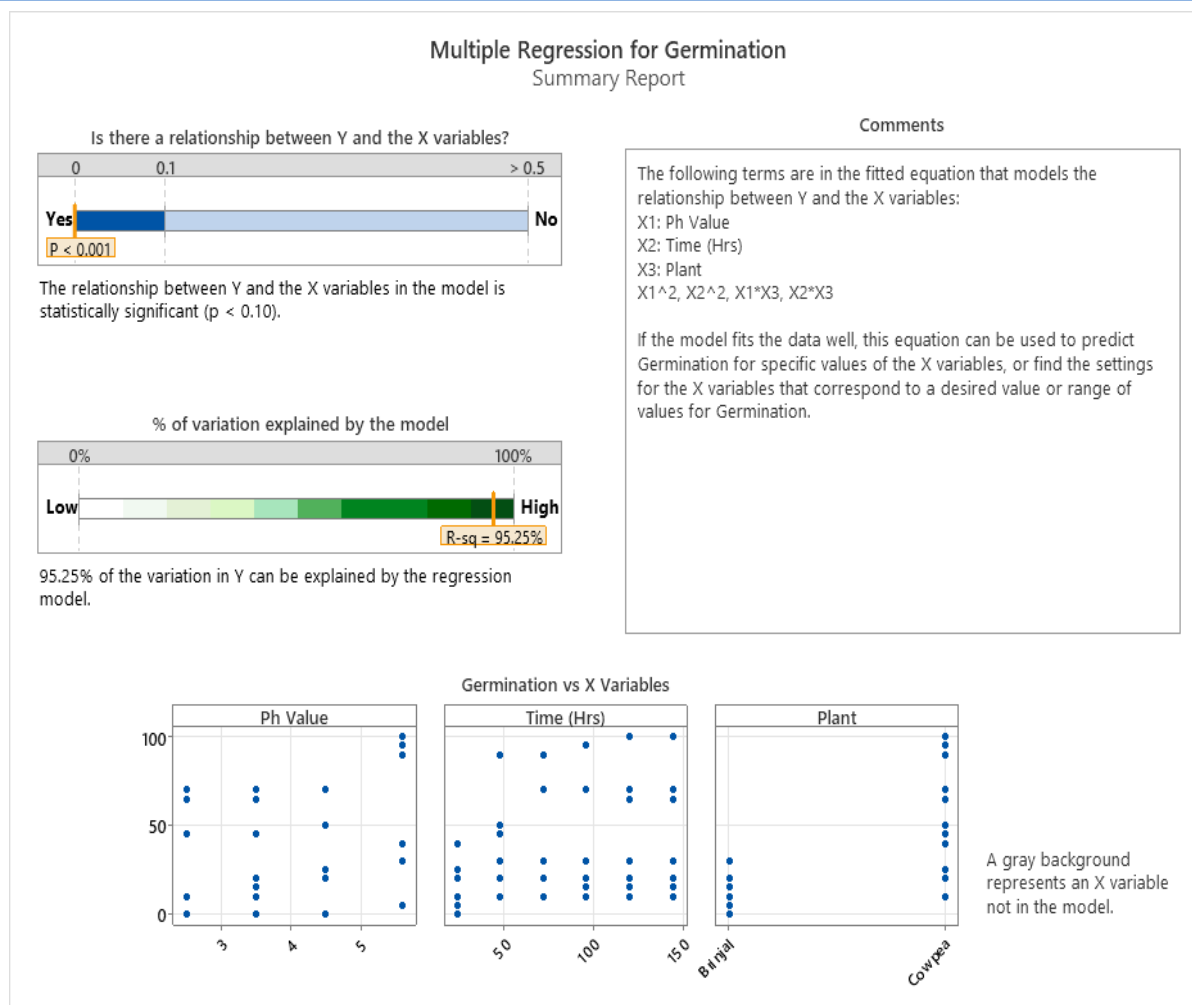 Multiple Regression for Germination
Summary Report
Is there a relationship between Y and the X variables?
0 0.1 > 0.5
Yes No
P < 0.001
The relationship between Y and the X variables in the model is
statistically significant (p < 0.10).
% of variation explained by the model
0% 100%
Low High
R-sq = 95.25%
95.25% of the variation in Y can be explained by the regression
model.
Comments
The following terms are in the fitted equation that models the
relationship between Y and the X variables:
X1: Ph Value
X2: Time (Hrs)
X3: Plant
X1^2, X2^2, X1*X3, X2*X3
If the model fits the data well, this equation can be used to predict
Germination for specific values of the X variables, or find the settings
for the X variables that correspond to a desired value or range of
values for Germination.
Germination vs X Variables
Ph Value Time (Hrs) Plant
100
50
0
3 4 5 50 100 150 Brinjal Cowpea
A gray background
represents an X variable
not in the model.